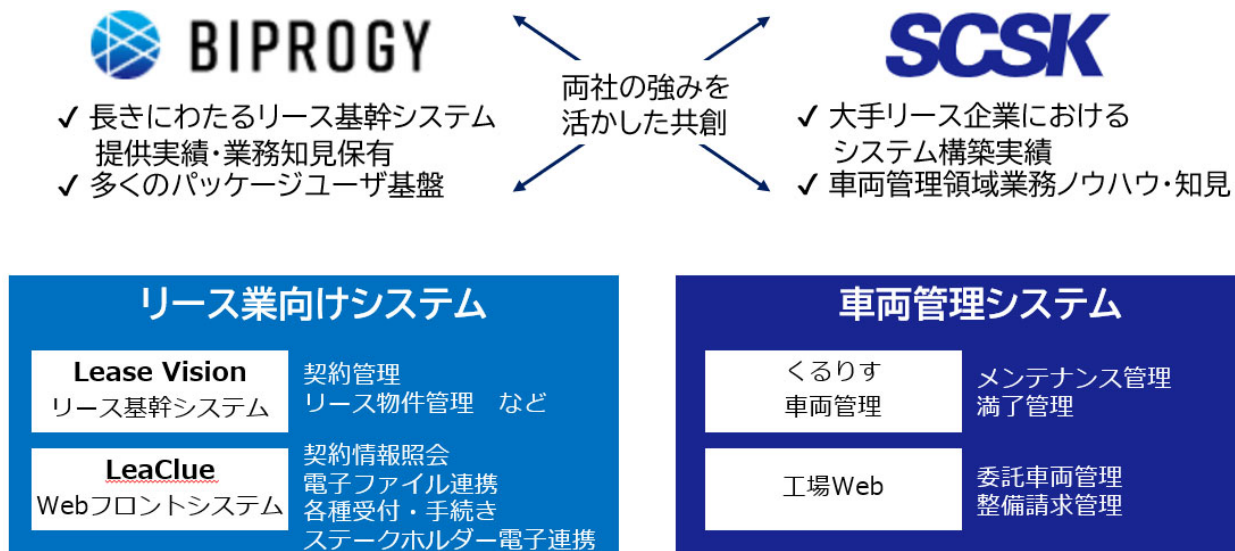 BIPROGY
✓ 長きにわたるリース基幹システム
提供実績・業務知見保有
✓ 多くのパッケージユーザ基盤
両社の強みを
活かした共創
SCSK
✓ 大手リース企業における
システム構築実績
✓ 車両管理領域業務ノウハウ・知見
リース業向けシステム
Lease Vision
リース基幹システム
契約管理
リース物件管理　など
LeaClue
Webフロントシステム
契約情報照会
電子ファイル連携
各種受付・手続き
ステークホルダー電子連携
車両管理システム
くるりす
車両管理
メンテナンス管理
満了管理
工場Web
委託車両管理
整備請求管理